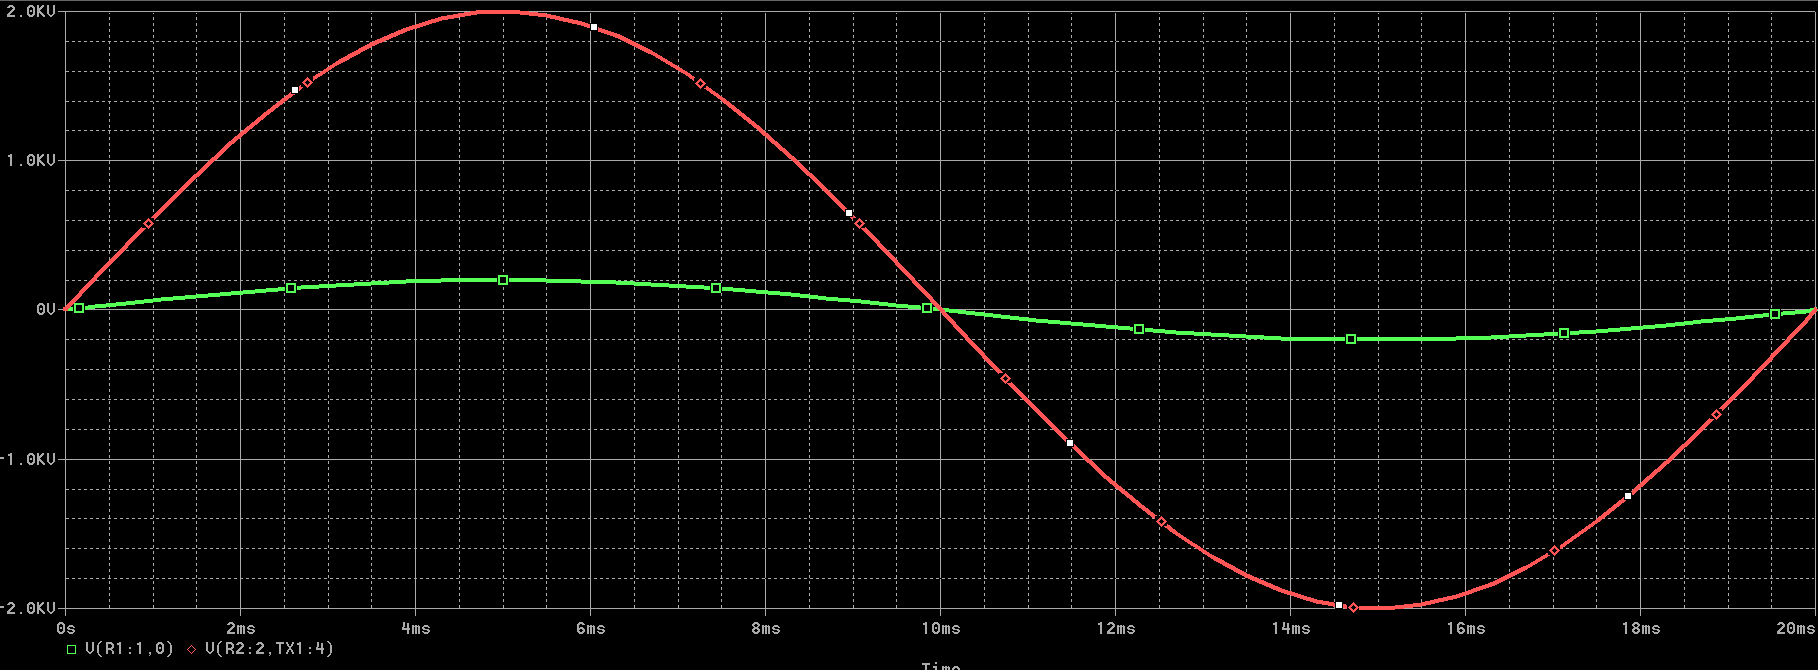 2.0KV
1.0KV
0V
-1.0KV
-2.0KV
0s 2ms 4ms 6ms 8ms 10ms 12ms 14ms 16ms 18ms 20ms
V(R1:1,0) V(R2:2,TX1:4)
Time